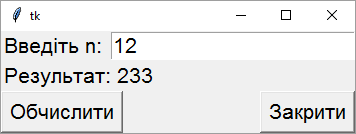 tk
Введіть n: 12
Результат: 233
Обчислити Закрити